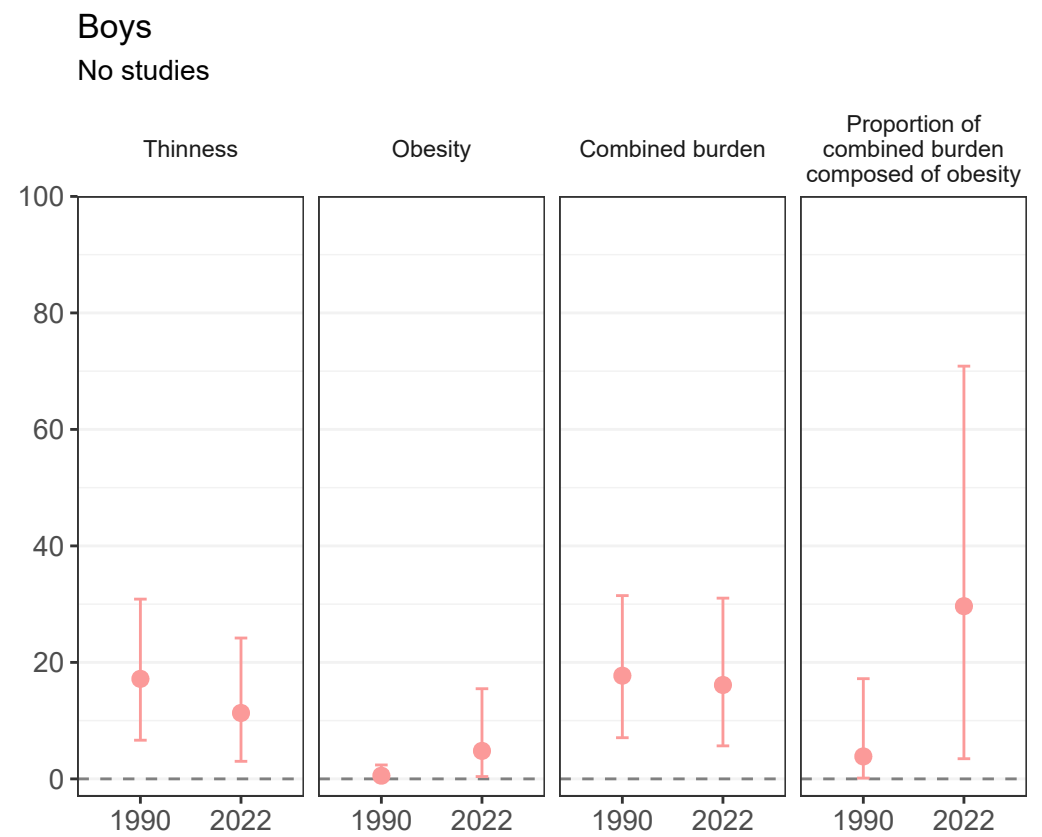 Boys
No studies
Thinness
Obesity
Combined burden
Proportion of
combined burden
composed of obesity
100
80
60
40
20
0
1990
2022
1990
2022
1990
2022
1990
2022